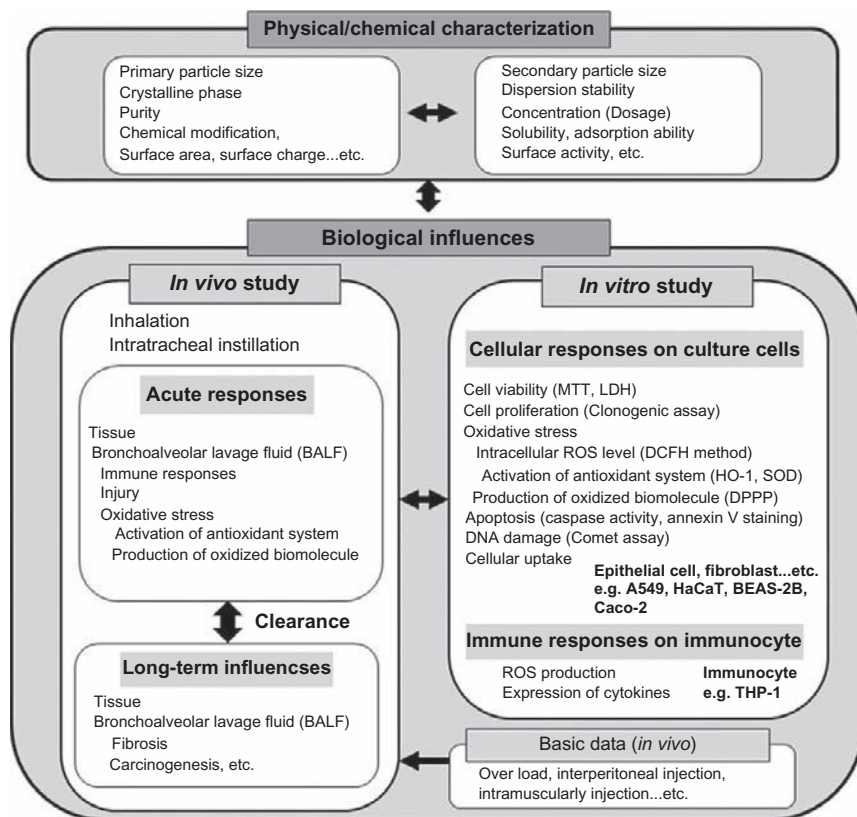 Physical/chemical characterization
Primary particle size
Crystalline phase
Purity
Chemical modification,
Surface area, surface charge...etc.
Secondary particle size
Dispersion stability
Concentration (Dosage)
Solubility, adsorption ability
Surface activity, etc.
Biological influences
In vivo study
Inhalation
Intratracheal instillation
Acute responses
Tissue
Bronchoalveolar lavage fluid (BALF)
Immune responses
Injury
Oxidative stress
Activation of antioxidant system
Production of oxidized biomolecule
Clearance
Long-term influencses
Tissue
Bronchoalveolar lavage fluid (BALF)
Fibrosis
Carcinogenesis, etc.
In vitro study
Cellular responses on culture cells
Cell viability (MTT, LDH)
Cell proliferation (Clonogenic assay)
Oxidative stress
Intracellular ROS level (DCFH method)
Activation of antioxidant system (HO-1, SOD)
Production of oxidized biomolecule (DPPP)
Apoptosis (caspase activity, annexin V staining)
DNA damage (Comet assay)
Cellular uptake
Epithelial cell, fibroblast...etc.
e.g. A549, HaCaT, BEAS-2B,
Caco-2
Immune responses on immunocyte
ROS production
Expression of cytokines
Immunocyte
e.g. THP-1
Basic data (in vivo)
Over load, interperitoneal injection,
intramuscularly injection...etc.